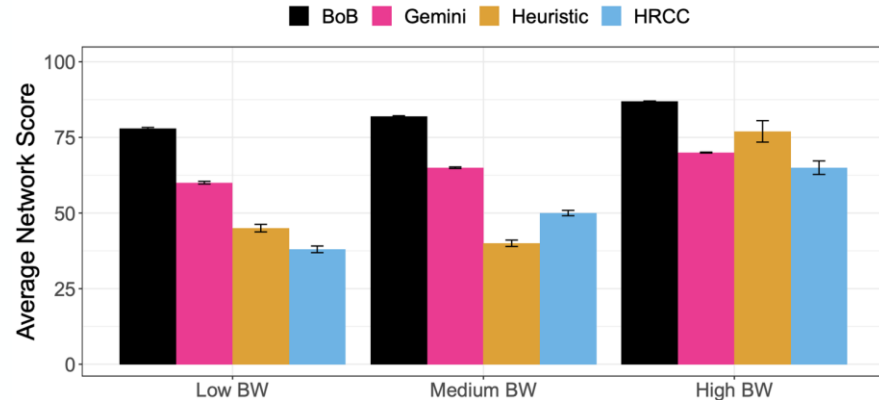 BoB Gemini Heuristic HRCC
100
75
50
25
0
Average Network Score
Low BW Medium BW High BW